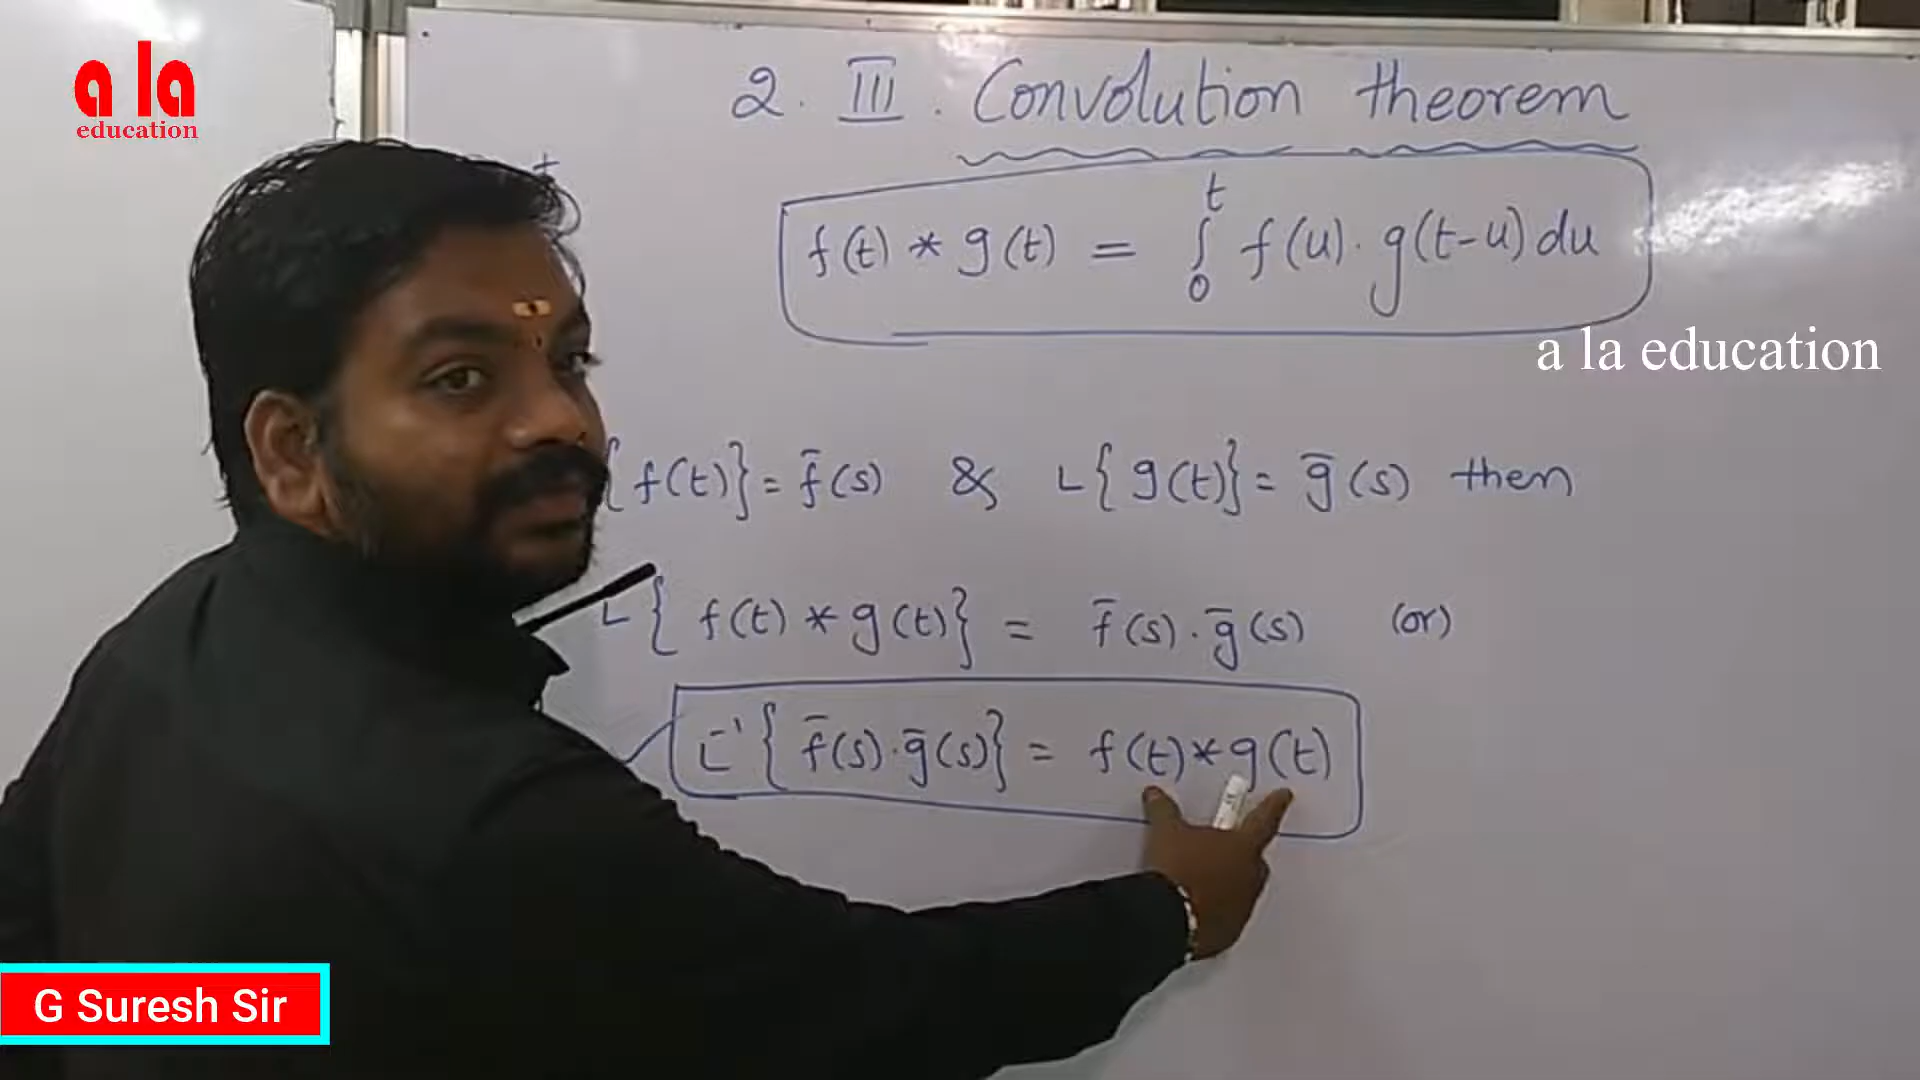 a la
education
2. III. Convolution theorem
f(t) * g(t) = ∫₀ᵗ f(u). g(t-u) du
a la education
{f(t)} = f̄(s) & L{g(t)} = ḡ(s) then
L{ f(t) * g(t)} = f̄(s). ḡ(s) (or)
L⁻¹{ f̄(s). ḡ(s)} = f(t) * g(t)
G Suresh Sir